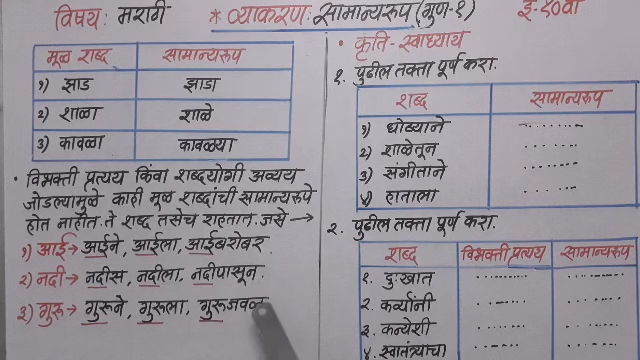 विषय: मराठी
* व्याकरण: सामान्यरूप (गुण-१)
इ-१०वी
मूळ शब्द सामान्यरूप
१) झाड झाडा
२) शाळा शाळे
३) कावळा कावळ्या
• विभक्ती प्रत्यय किंवा शब्दयोगी अव्यय
जोडल्यामुळे काही मूळ शब्दांची सामान्यरूपे
होत नाहीत. ते शब्द तसेच राहतात. जसे →
१) आई → आईने, आईला, आईबरोबर.
२) नदी → नदीस, नदीला, नदीपासून.
३) गुरू → गुरूने, गुरूला, गुरूजवळ
• कृति - स्वाध्याय
१. पुढील तक्ता पूर्ण करा.
शब्द सामान्यरूप
१) धोड्याने ..........
२) शाळेतून ..........
३) संगीताने ..........
४) हाताला ..........
२. पुढील तक्ता पूर्ण करा.
शब्द विभक्ती प्रत्यय सामान्यरूप
१. दुःखात .......... ..........
२. कर्व्यांनी .......... ..........
३. कन्येशी .......... ..........
४. स्वातंत्र्याचा .......... ..........